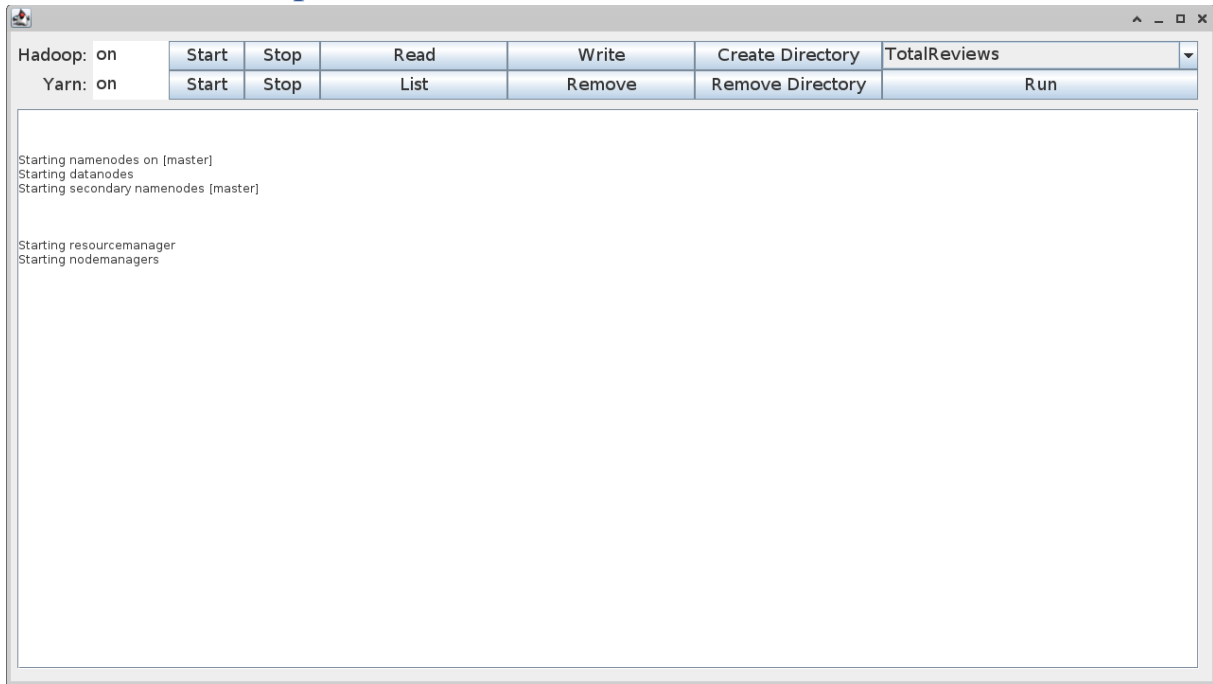 Hadoop: on Start Stop Read Write Create Directory TotalReviews
Yarn: on Start Stop List Remove Remove Directory Run
Starting namenodes on [master]
Starting datanodes
Starting secondary namenodes [master]
Starting resourcemanager
Starting nodemanagers